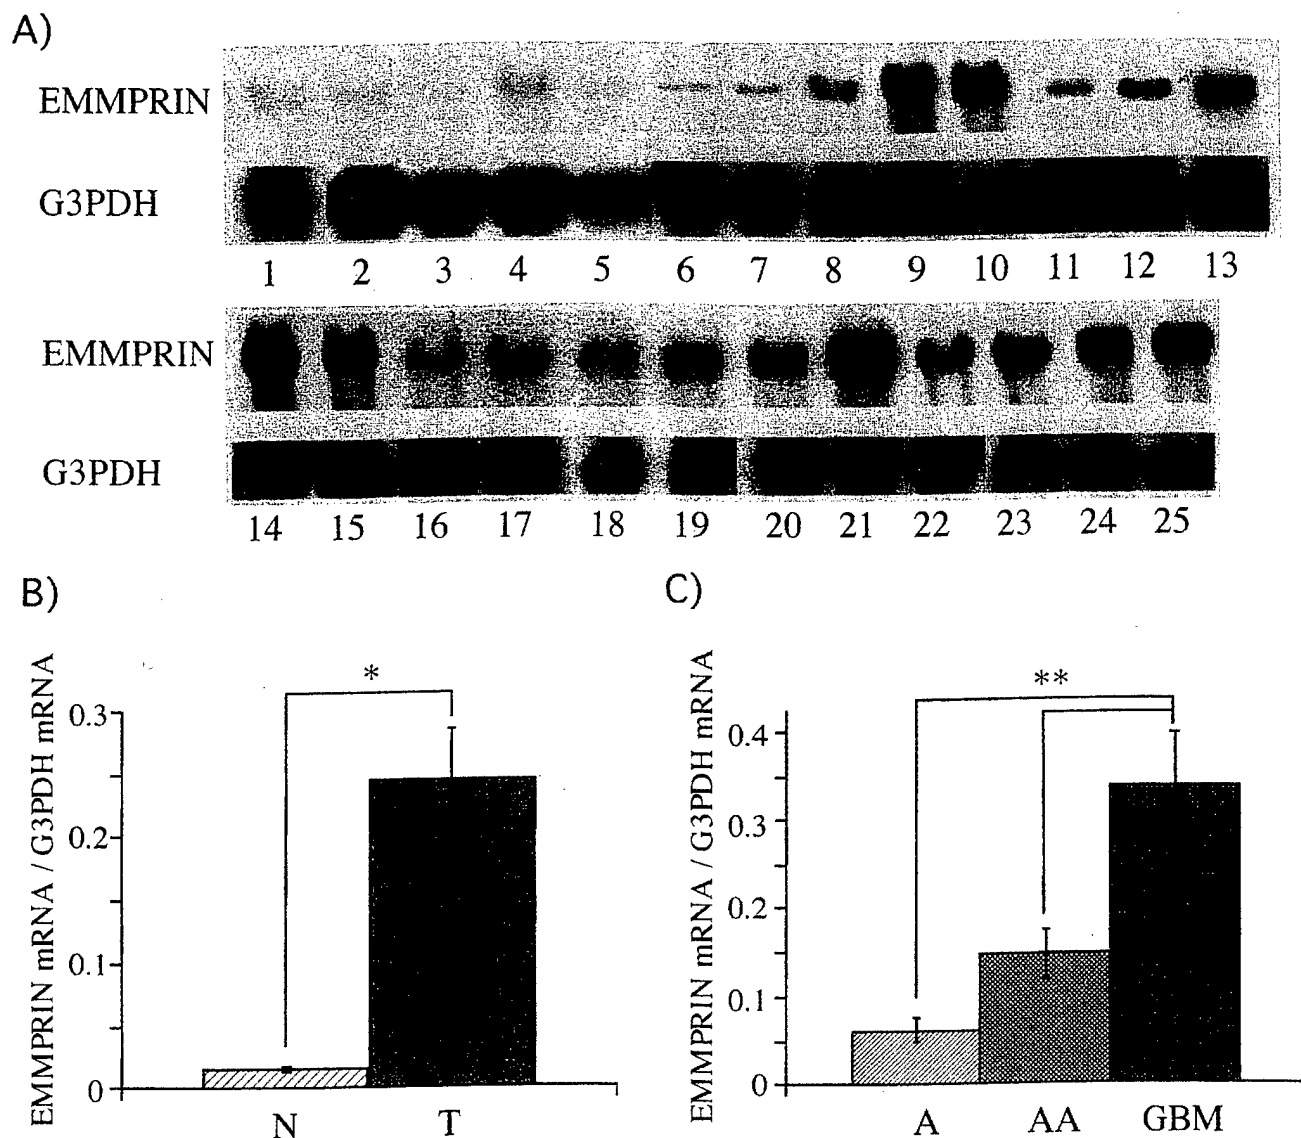 A)
EMMPRIN
G3PDH
1 2 3 4 5 6 7 8 9 10 11 12 13
EMMPRIN
G3PDH
14 15 16 17 18 19 20 21 22 23 24 25
B)
EMMPRIN mRNA / G3PDH mRNA
0.3
0.2
0.1
0
*
N T
C)
EMMPRIN mRNA / G3PDH mRNA
0.4
0.3
0.2
0.1
0
**
A AA GBM